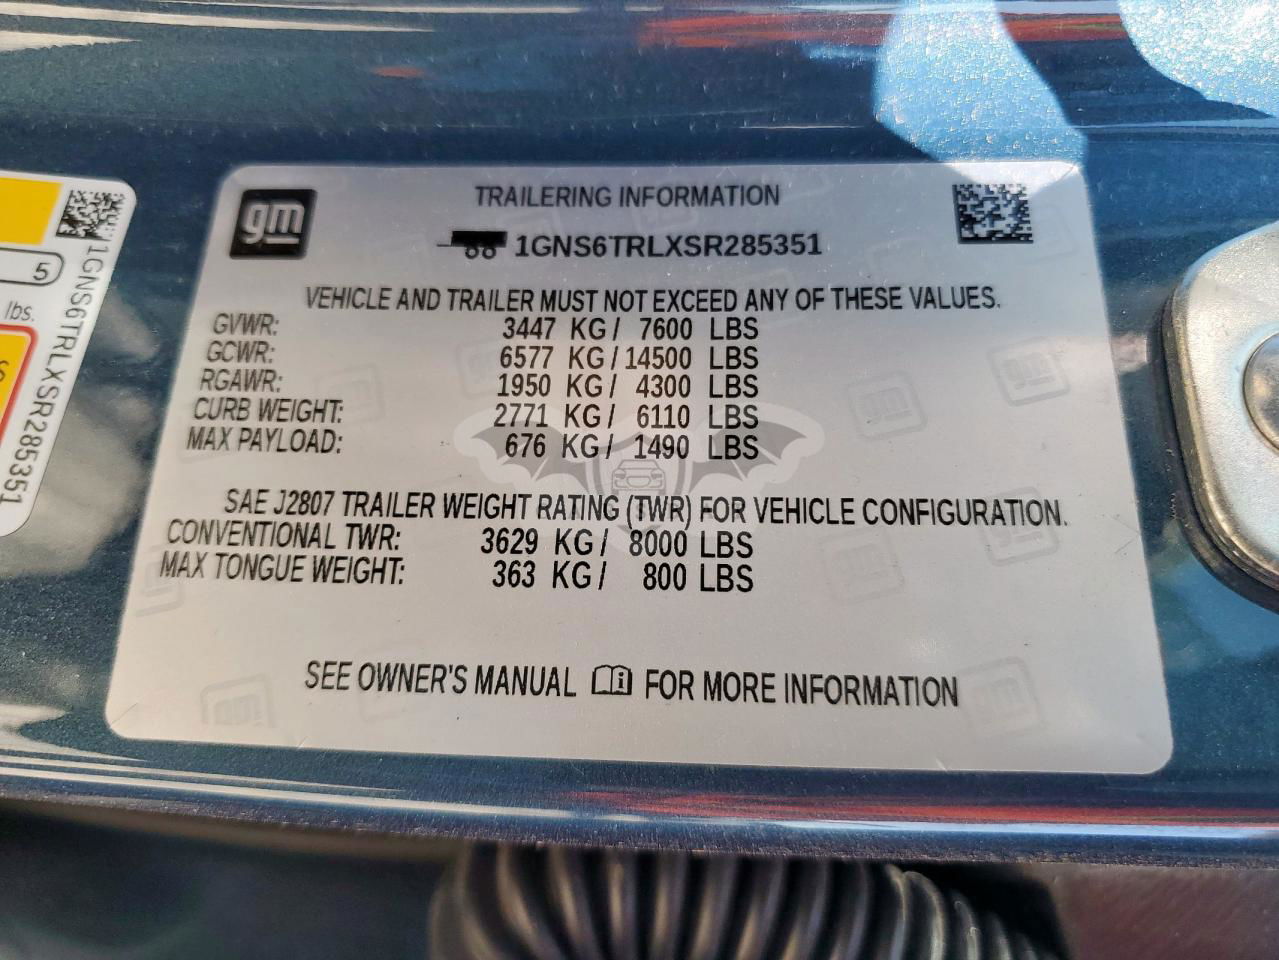 gm
TRAILERING INFORMATION
1GNS6TRLXSR285351
VEHICLE AND TRAILER MUST NOT EXCEED ANY OF THESE VALUES.
GVWR: 3447 KG/ 7600 LBS
GCWR: 6577 KG/14500 LBS
RGAWR: 1950 KG/ 4300 LBS
CURB WEIGHT: 2771 KG/ 6110 LBS
MAX PAYLOAD: 676 KG/ 1490 LBS
SAE J2807 TRAILER WEIGHT RATING (TWR) FOR VEHICLE CONFIGURATION.
CONVENTIONAL TWR: 3629 KG/ 8000 LBS
MAX TONGUE WEIGHT: 363 KG/ 800 LBS
SEE OWNER'S MANUAL FOR MORE INFORMATION
1GNS6TRLXSR285351
5
lbs.